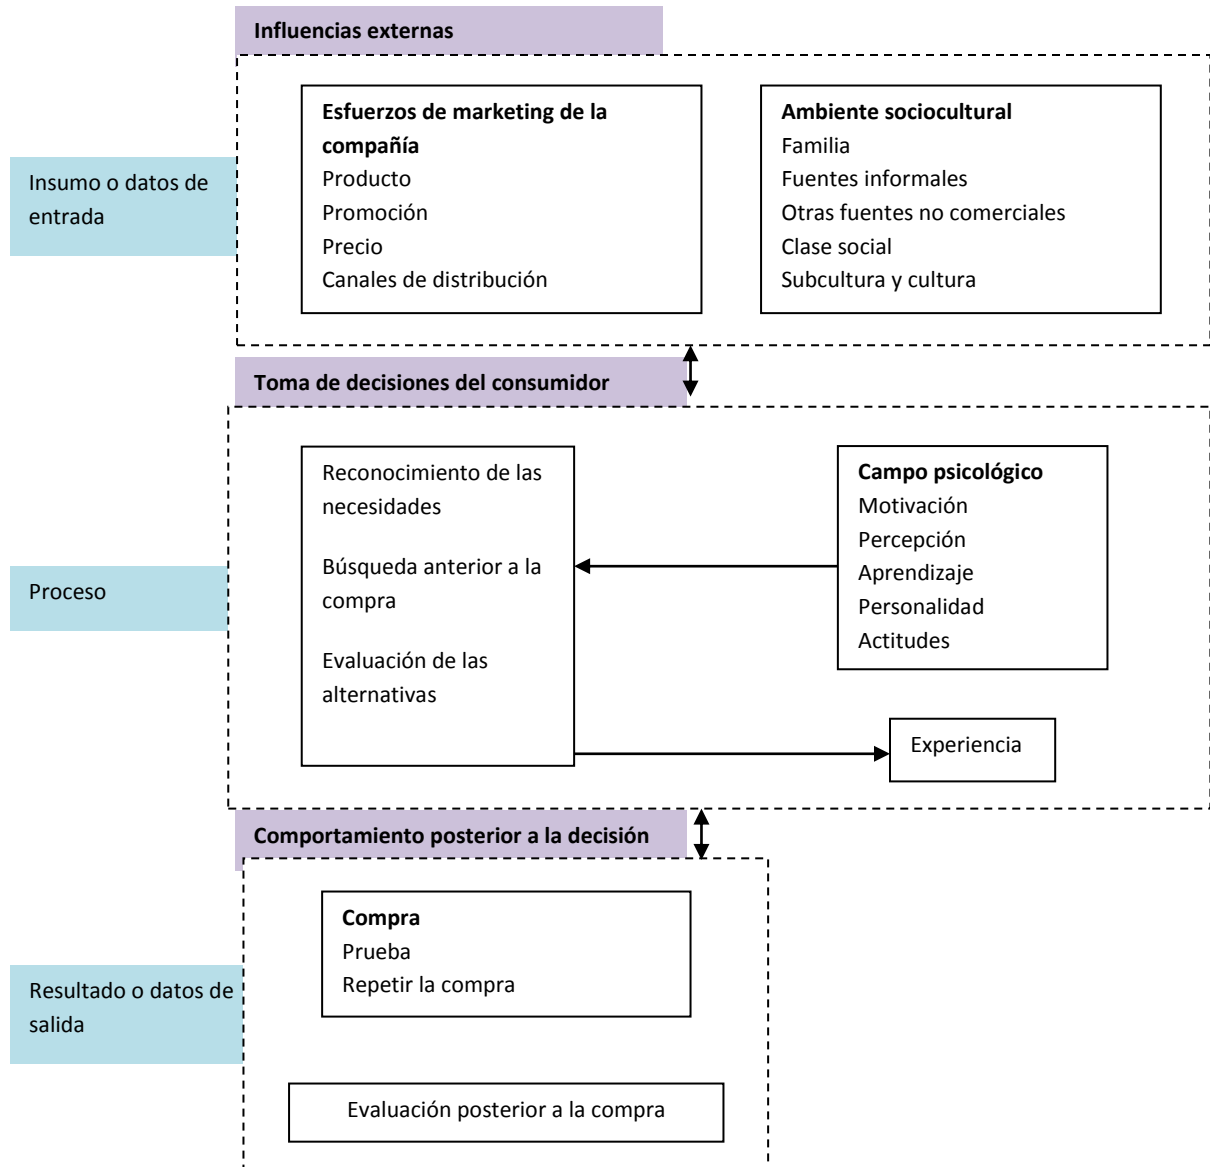 Influencias externas
Esfuerzos de marketing de la
compañía
Producto
Promoción
Precio
Canales de distribución
Ambiente sociocultural
Familia
Fuentes informales
Otras fuentes no comerciales
Clase social
Subcultura y cultura
Insumo o datos de
entrada
Toma de decisiones del consumidor
Reconocimiento de las
necesidades
Búsqueda anterior a la
compra
Evaluación de las
alternativas
Campo psicológico
Motivación
Percepción
Aprendizaje
Personalidad
Actitudes
Proceso
Experiencia
Comportamiento posterior a la decisión
Compra
Prueba
Repetir la compra
Resultado o datos de
salida
Evaluación posterior a la compra